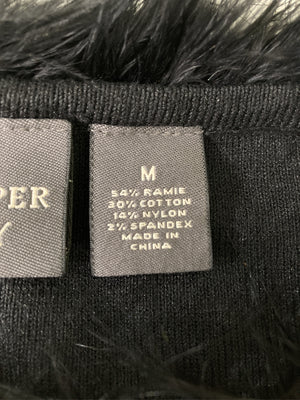 PER
M
54% RAMIE
30% COTTON
14% NYLON
2% SPANDEX
MADE IN
CHINA